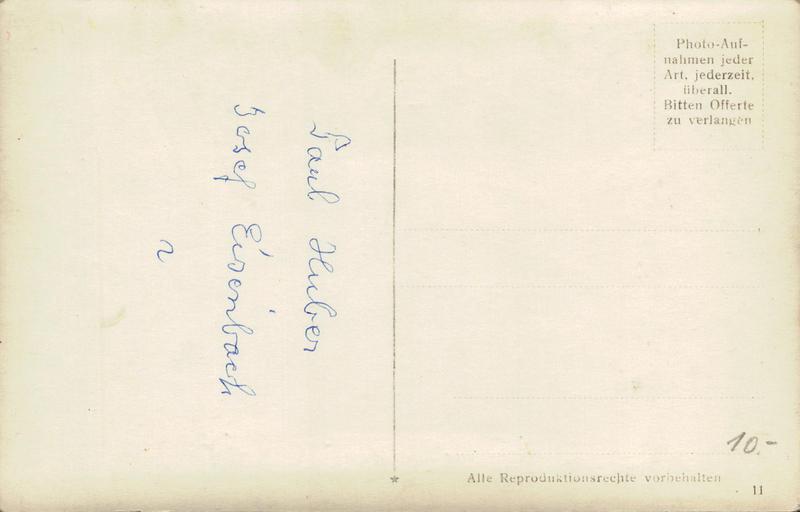 Paul Huber
Josef Eisenbach
2
Photo-Auf-
nahmen jeder
Art, jederzeit,
überall.
Bitten Offerte
zu verlangen
10.-
Alle Reproduktionsrechte vorbehalten
11